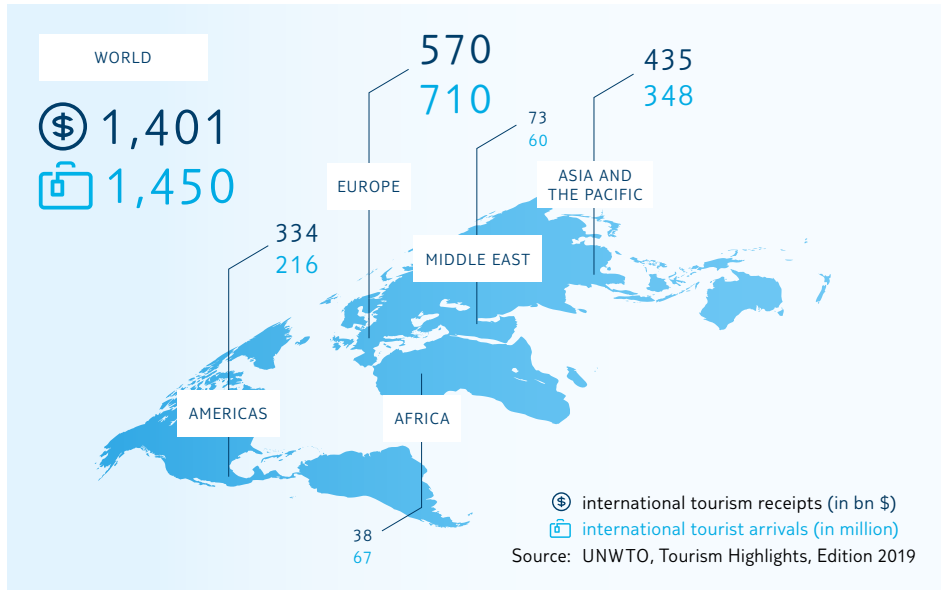 WORLD
$ 1,401
1,450
570
710
435
348
73
60
EUROPE
ASIA AND
THE PACIFIC
334
216
MIDDLE EAST
AMERICAS
AFRICA
38
67
$ international tourism receipts (in bn $)
international tourist arrivals (in million)
Source: UNWTO, Tourism Highlights, Edition 2019